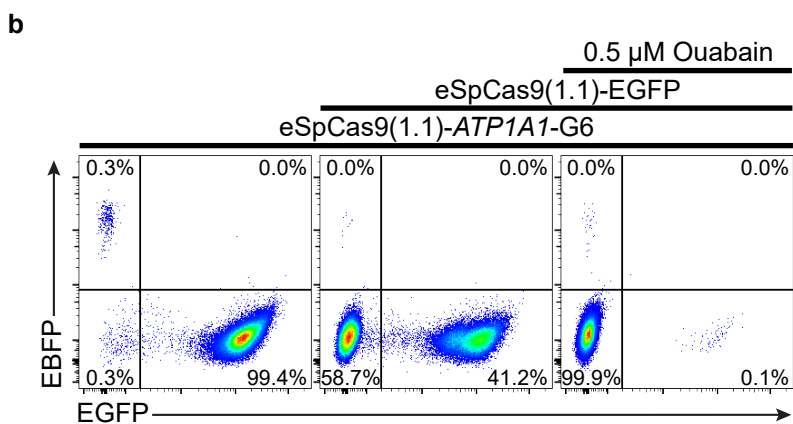 b
0.5 µM Ouabain
eSpCas9(1.1)-EGFP
eSpCas9(1.1)-ATP1A1-G6
0.3% 0.0% 0.0% 0.0% 0.0% 0.0%
0.3% 99.4% 58.7% 41.2% 99.9% 0.1%
EBFP
EGFP